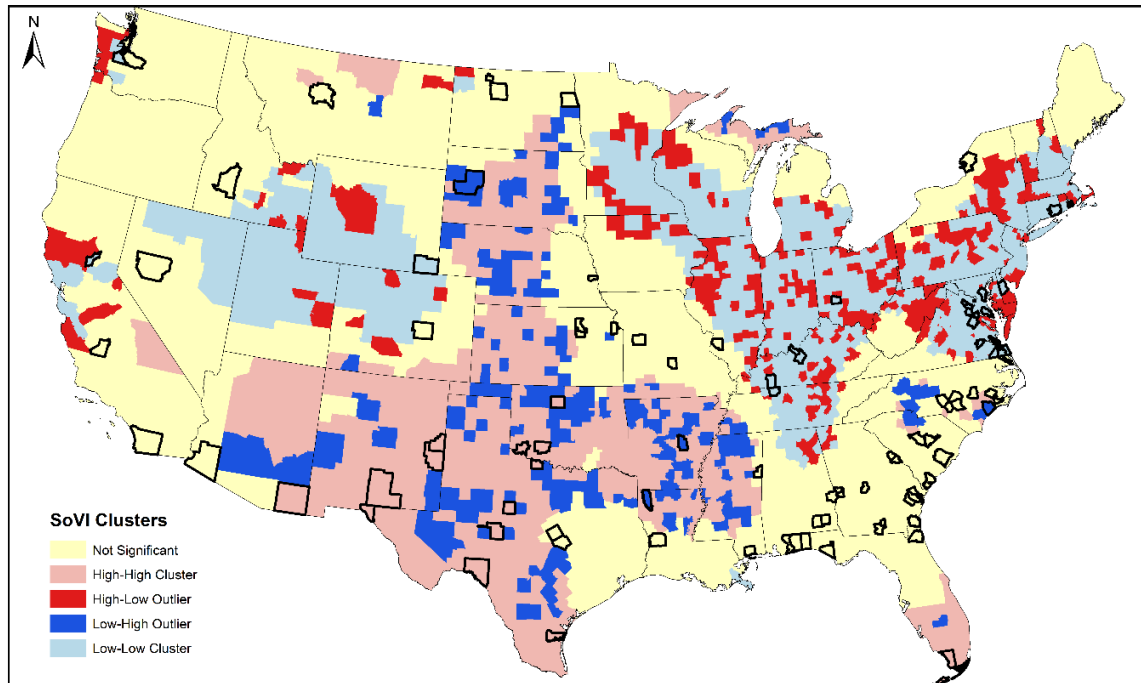 N
SoVI Clusters
Not Significant
High-High Cluster
High-Low Outlier
Low-High Outlier
Low-Low Cluster